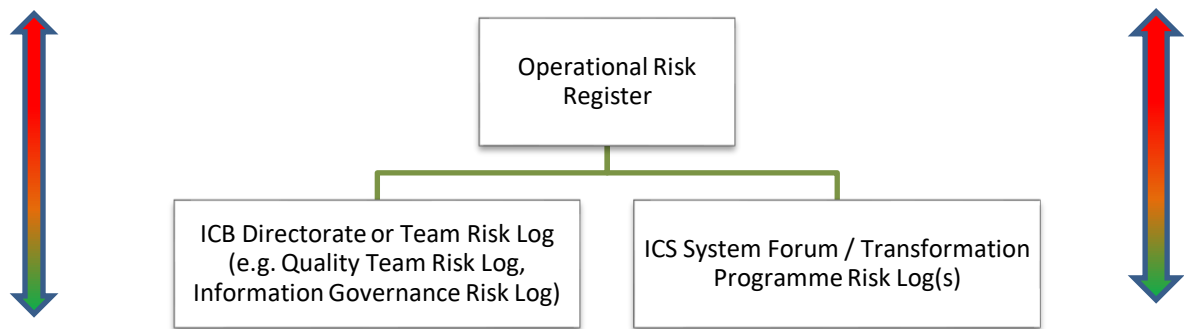 Operational Risk
Register
ICB Directorate or Team Risk Log
(e.g. Quality Team Risk Log,
Information Governance Risk Log)
ICS System Forum / Transformation
Programme Risk Log(s)